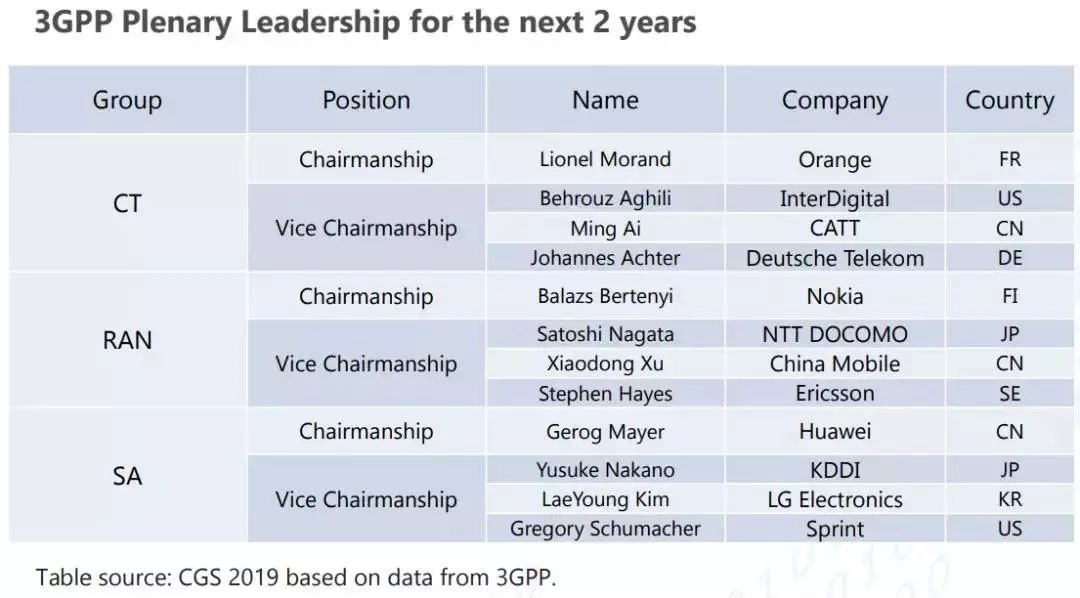 3GPP Plenary Leadership for the next 2 years
Group Position Name Company Country
CT
Chairmanship Lionel Morand Orange FR
Vice Chairmanship
Behrouz Aghili InterDigital US
Ming Ai CATT CN
Johannes Achter Deutsche Telekom DE
RAN
Chairmanship Balazs Bertenyi Nokia FI
Vice Chairmanship
Satoshi Nagata NTT DOCOMO JP
Xiaodong Xu China Mobile CN
Stephen Hayes Ericsson SE
SA
Chairmanship Gerog Mayer Huawei CN
Vice Chairmanship
Yusuke Nakano KDDI JP
LaeYoung Kim LG Electronics KR
Gregory Schumacher Sprint US
Table source: CGS 2019 based on data from 3GPP.